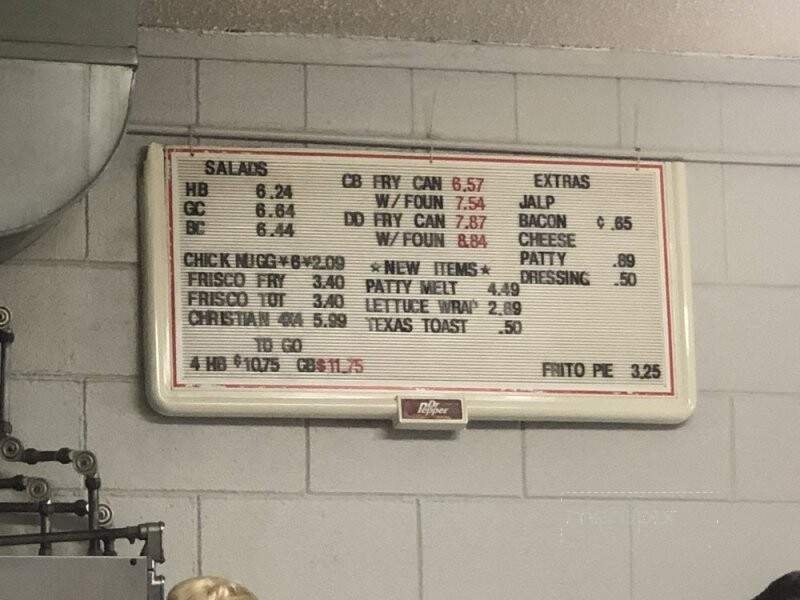 SALADS
HB 6.24
GC 6.64
BC 6.44
CHICK NUGG ¥ 6 ¥ 2.09
FRISCO FRY 3.40
FRISCO TOT 3.40
CHRISTIAN 4X4 5.99
TO GO
4 HB $10.75 CB $11.75
CB FRY CAN 6.57
W/ FOUN 7.54
DD FRY CAN 7.87
W/ FOUN 8.84
★NEW ITEMS★
PATTY MELT 4.49
LETTUCE WRAP
TEXAS TOAST .50
EXTRAS
JALP
BACON ¢ .65
CHEESE
PATTY .89
DRESSING .50
FRITO PIE 3.25
Dr Pepper